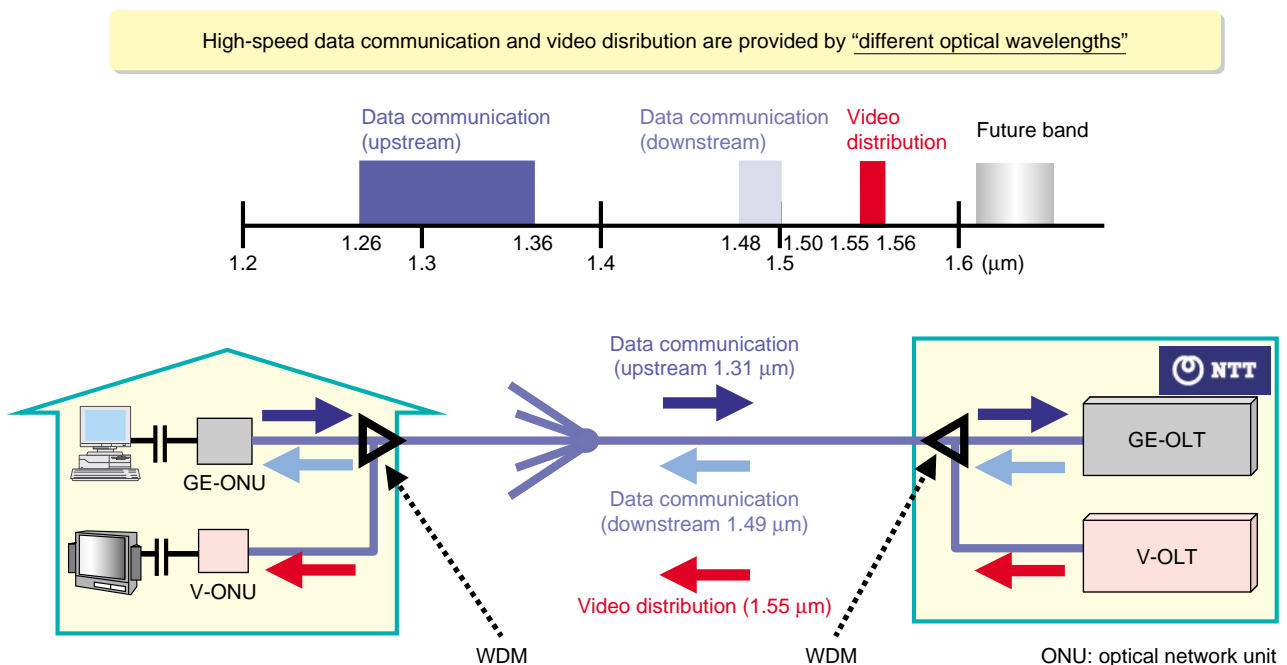 High-speed data communication and video disribution are provided by “different optical wavelengths”
Data communication
(upstream)
Data communication
(downstream)
Video
distribution
Future band
1.26
1.36
1.48
1.50
1.55
1.56
1.2
1.3
1.4
1.5
1.6 (μm)
Data communication
(upstream 1.31 μm)
NTT
GE-ONU
GE-OLT
Data communication
(downstream 1.49 μm)
V-ONU
V-OLT
Video distribution (1.55 μm)
WDM
WDM
ONU: optical network unit